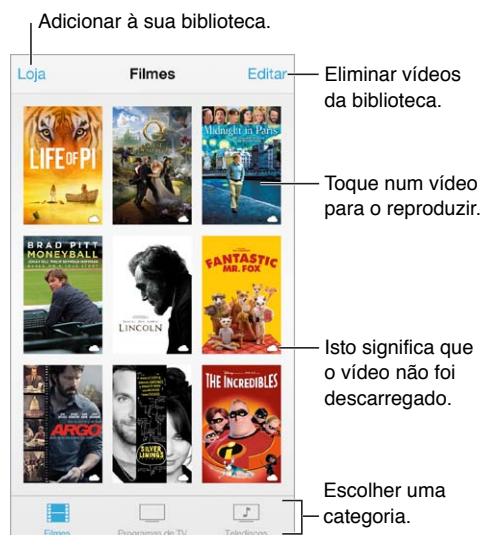 Adicionar à sua biblioteca.
Loja
Filmes
Editar
Eliminar vídeos
da biblioteca.
LIFE OF PI
Midnight in Paris
Toque num vídeo
para o reproduzir.
BRAD PITT
MONEYBALL
LINCOLN
FANTASTIC
MR. FOX
Isto significa que
o vídeo não foi
descarregado.
ARGO
SILVER
LININGS
THE INCREDIBLES
Escolher uma
categoria.
Filmes
Programas de TV
Telediscos